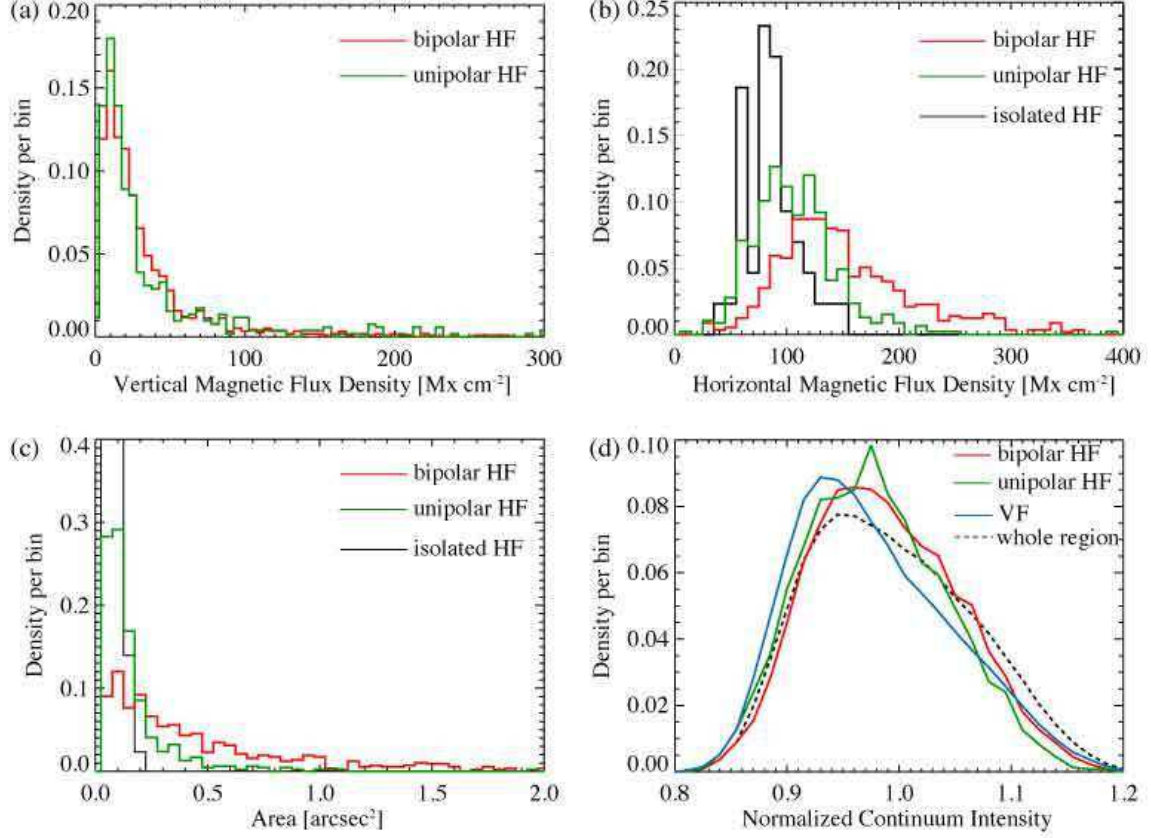 (a)
0.20
0.15
0.10
0.05
0.00
Density per bin
bipolar HF
unipolar HF
0 100 200 300
Vertical Magnetic Flux Density [Mx cm-2]
(b)
0.25
0.20
0.15
0.10
0.05
0.00
Density per bin
bipolar HF
unipolar HF
isolated HF
0 100 200 300 400
Horizontal Magnetic Flux Density [Mx cm-2]
(c)
0.4
0.3
0.2
0.1
0.0
Density per bin
bipolar HF
unipolar HF
isolated HF
0.0 0.5 1.0 1.5 2.0
Area [arcsec2]
(d)
0.10
0.08
0.06
0.04
0.02
0.00
Density per bin
bipolar HF
unipolar HF
VF
whole region
0.8 0.9 1.0 1.1 1.2
Normalized Continuum Intensity